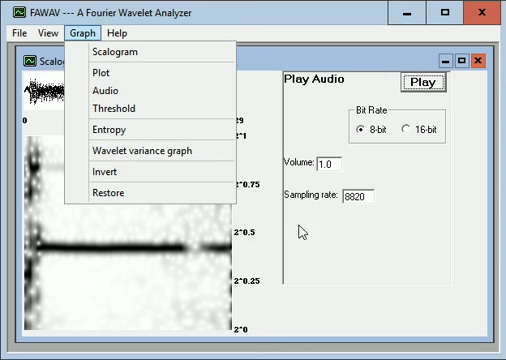 FAWAV --- A Fourier Wavelet Analyzer
File View Graph Help
Scalogram
Plot
Audio
Threshold
Entropy
Wavelet variance graph
Invert
Restore
0
2^1
2^0.75
2^0.5
2^0.25
2^0
Play Audio
Play
Bit Rate
8-bit 16-bit
Volume: 1.0
Sampling rate: 8820